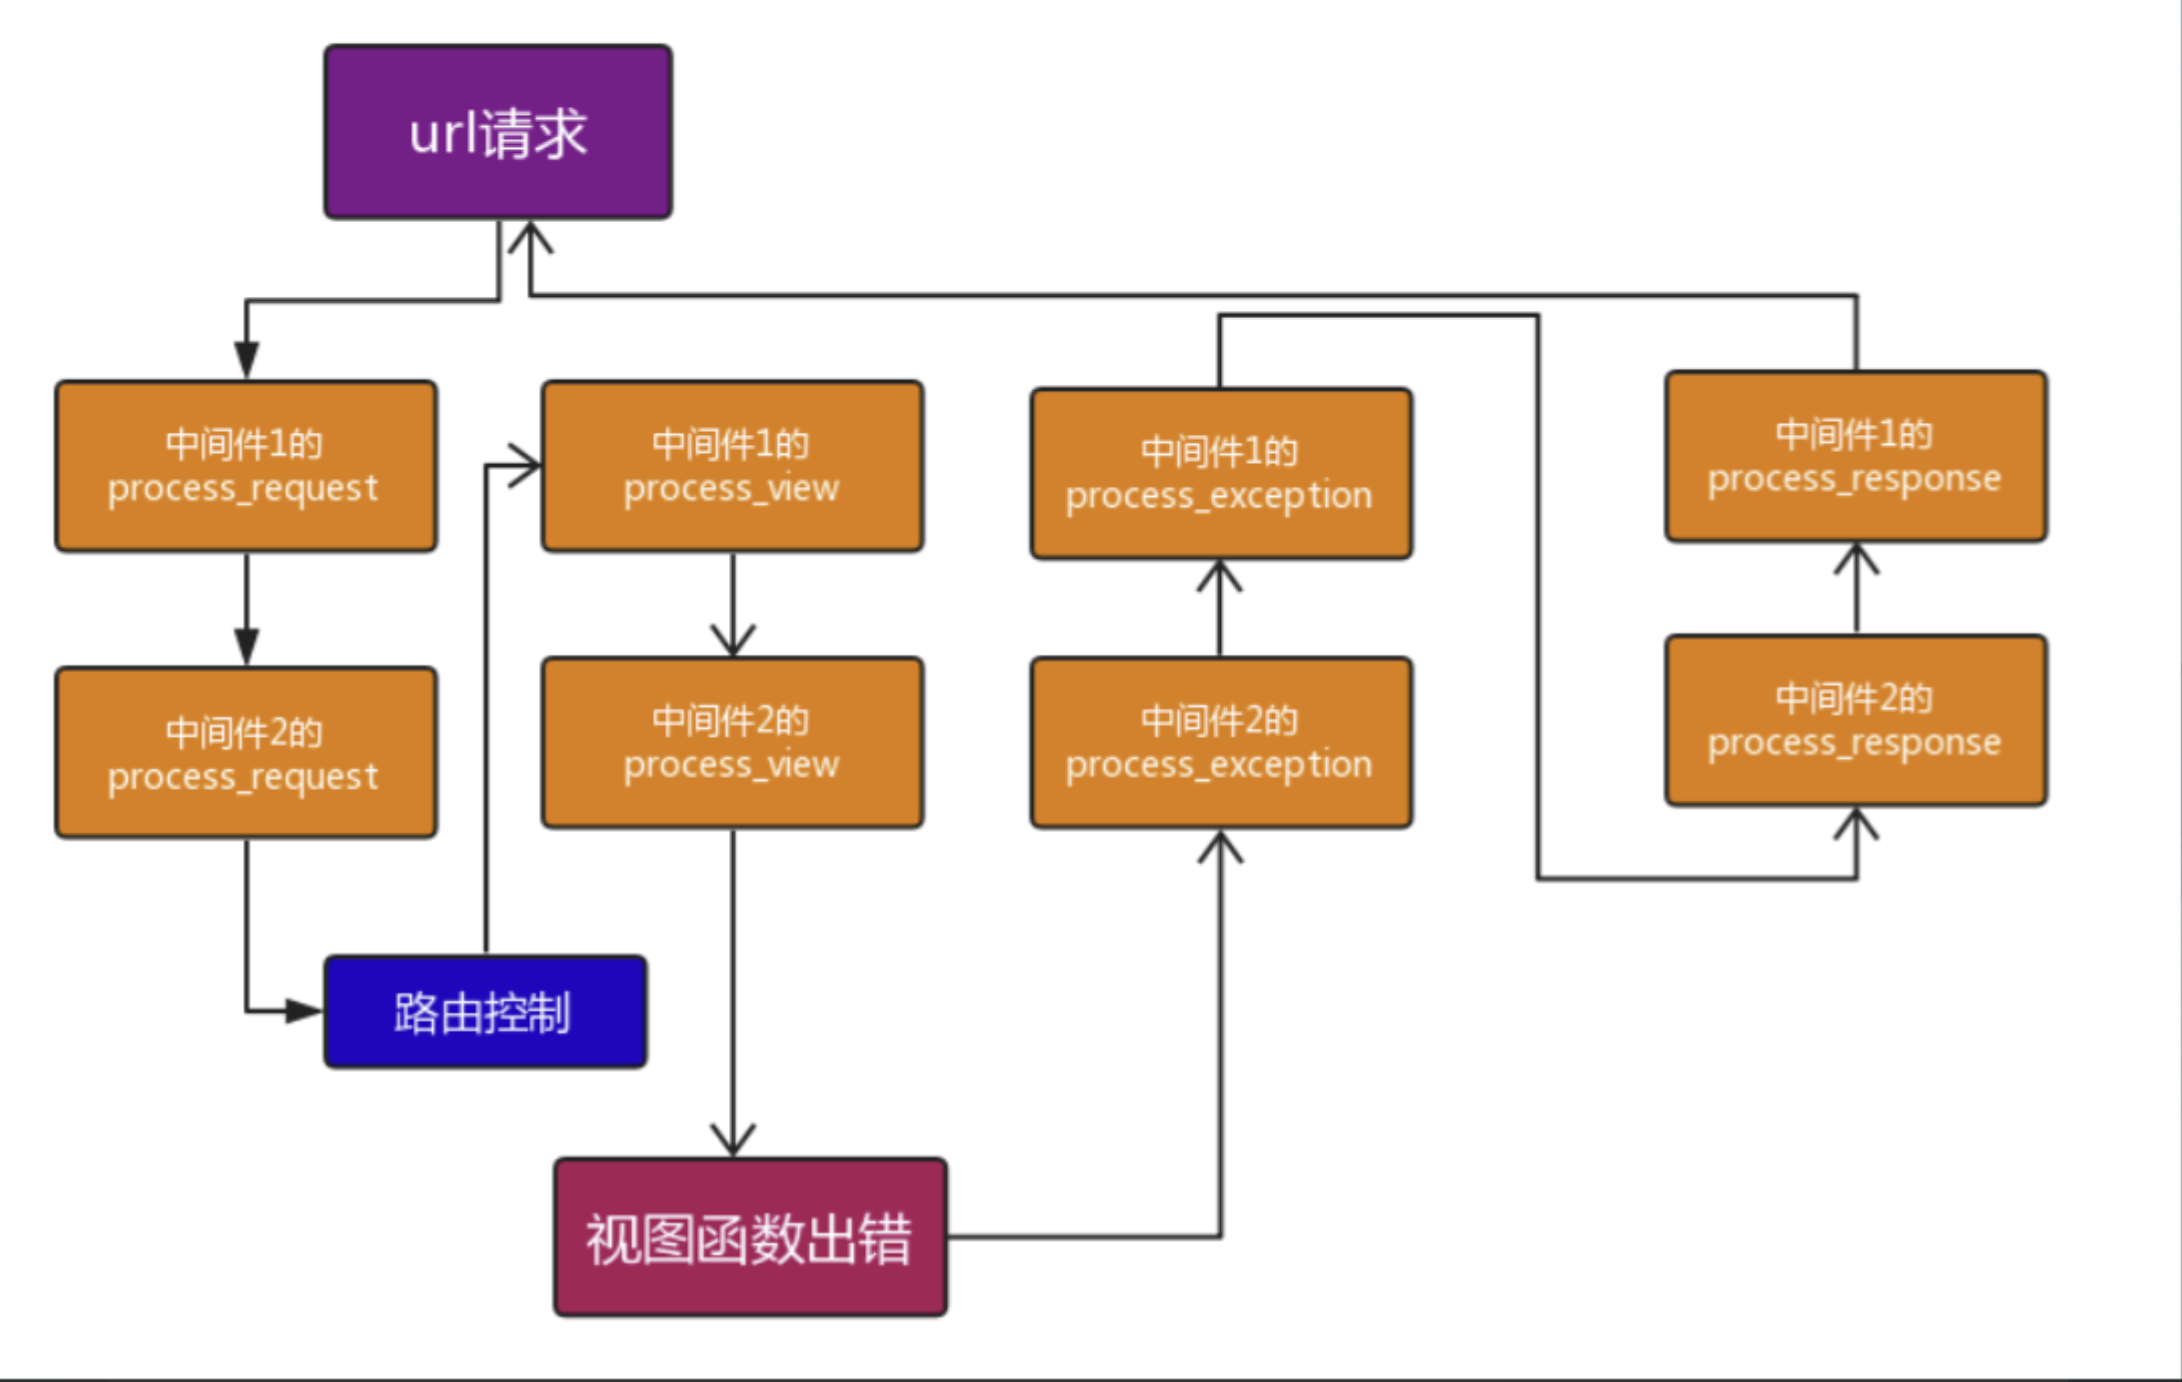 url请求
中间件1的
process_request
中间件1的
process_view
中间件1的
process_exception
中间件1的
process_response
中间件2的
process_request
中间件2的
process_view
中间件2的
process_exception
中间件2的
process_response
路由控制
视图函数出错